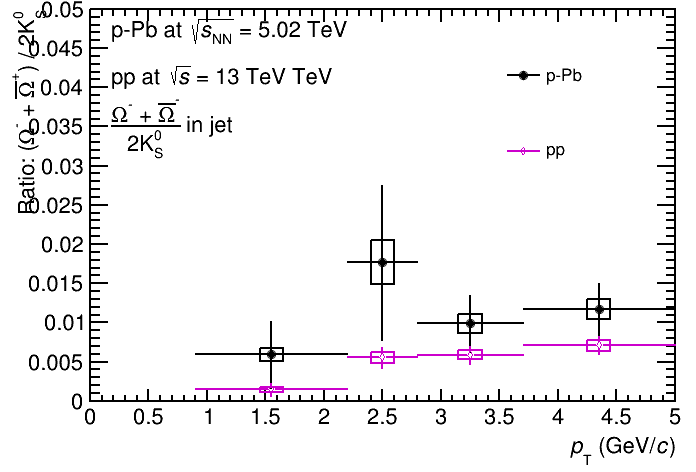 0.05
0.045
0.04
0.035
0.03
0.025
0.02
0.015
0.01
0.005
0
Ratio: (Ω⁻ + Ω̅⁺) / 2K⁰_S
p-Pb at √s_NN = 5.02 TeV
pp at √s = 13 TeV TeV
Ω⁻ + Ω̅⁻
2K⁰_S
in jet
p-Pb
pp
0 0.5 1 1.5 2 2.5 3 3.5 4 4.5 5
p_T (GeV/c)